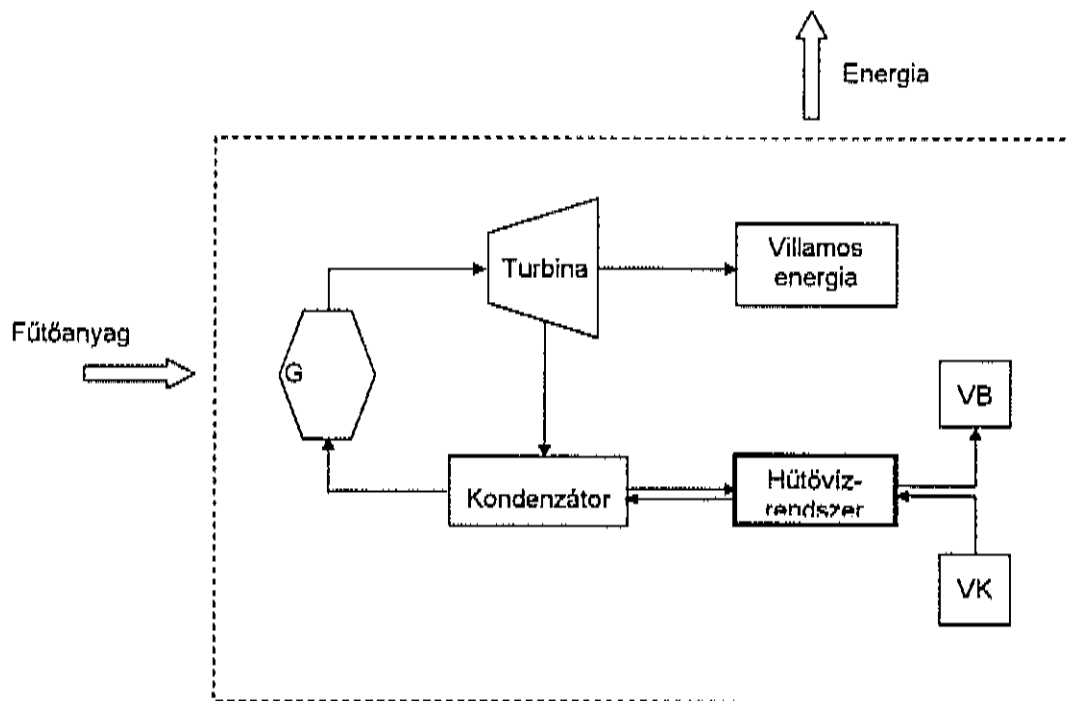 Energia
Fűtőanyag
G
Turbina
Villamos
energia
VB
Kondenzátor
Hűtővíz-
rendszer
VK